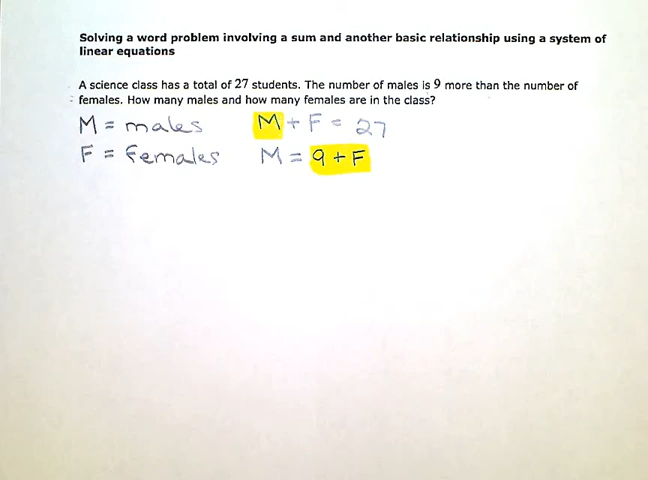 Solving a word problem involving a sum and another basic relationship using a system of
linear equations
A science class has a total of 27 students. The number of males is 9 more than the number of
females. How many males and how many females are in the class?
M = males M + F = 27
F = females M = 9 + F